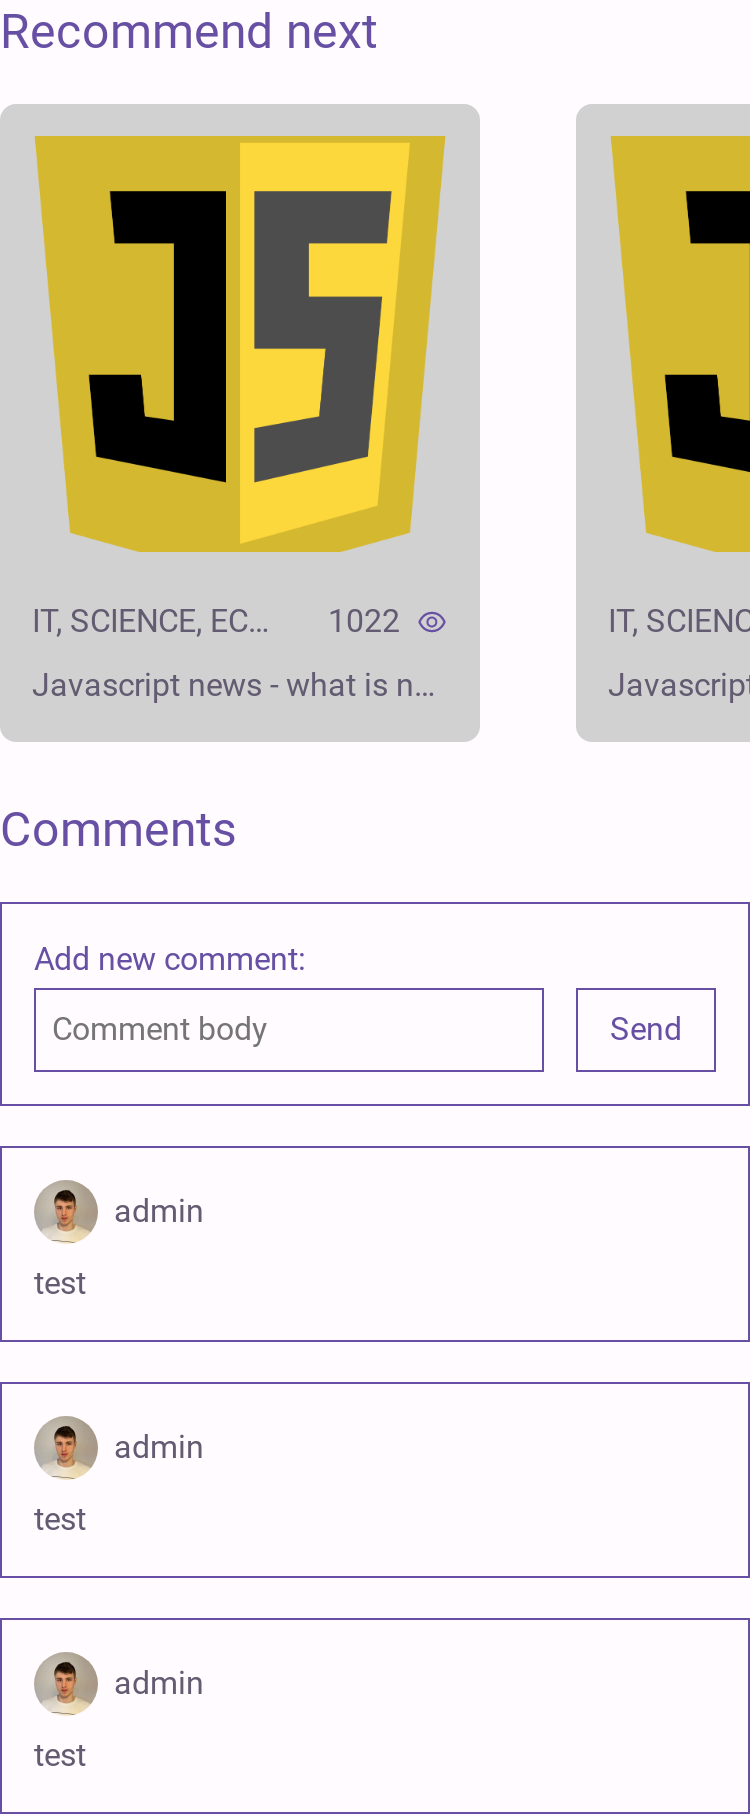 Recommend next
JS
J
IT, SCIENCE, EC... 1022
IT, SCIENC
Javascript news - what is n...
Javascript
Comments
Add new comment:
Comment body
Send
admin
test
admin
test
admin
test